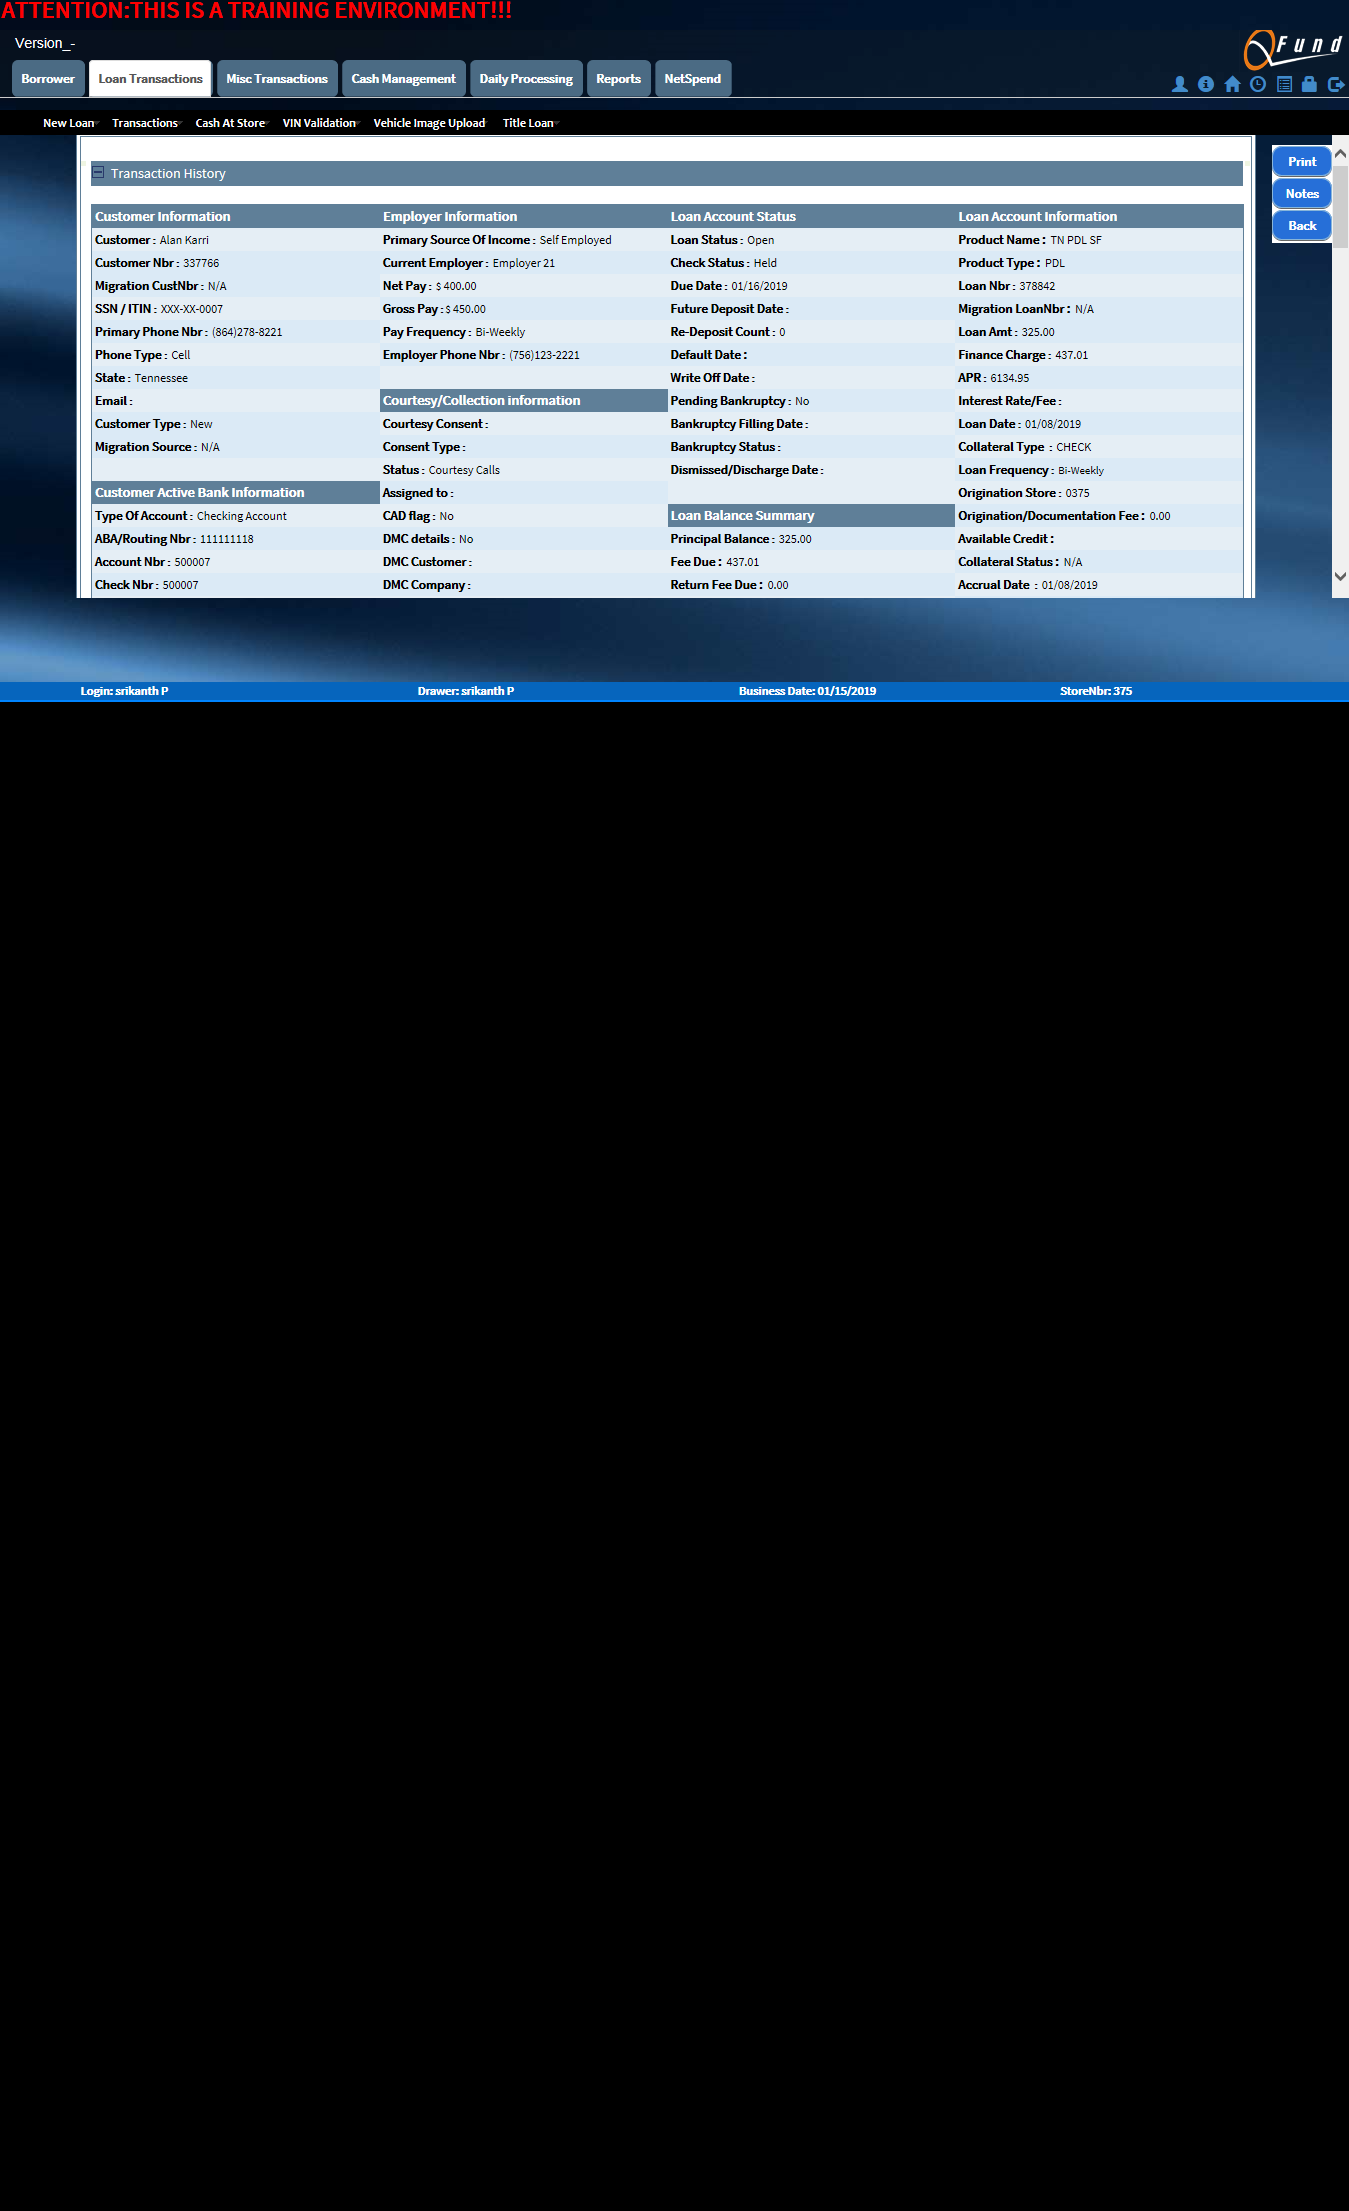 ATTENTION:THIS IS A TRAINING ENVIRONMENT!!!
Version_-
QFund
Borrower Loan Transactions Misc Transactions Cash Management Daily Processing Reports NetSpend
New Loan Transactions Cash At Store VIN Validation Vehicle Image Upload Title Loan
Print
Notes
Back
Transaction History
Customer Information
Customer : Alan Karri
Customer Nbr : 337766
Migration CustNbr : N/A
SSN / ITIN : XXX-XX-0007
Primary Phone Nbr : (864)278-8221
Phone Type : Cell
State : Tennessee
Email :
Customer Type : New
Migration Source : N/A
Customer Active Bank Information
Type Of Account : Checking Account
ABA/Routing Nbr : 111111118
Account Nbr : 500007
Check Nbr : 500007
Employer Information
Primary Source Of Income : Self Employed
Current Employer : Employer 21
Net Pay : $ 400.00
Gross Pay : $ 450.00
Pay Frequency : Bi-Weekly
Employer Phone Nbr : (756)123-2221
Courtesy/Collection information
Courtesy Consent :
Consent Type :
Status : Courtesy Calls
Assigned to :
CAD flag : No
DMC details : No
DMC Customer :
DMC Company :
Loan Account Status
Loan Status : Open
Check Status : Held
Due Date : 01/16/2019
Future Deposit Date :
Re-Deposit Count : 0
Default Date :
Write Off Date :
Pending Bankruptcy : No
Bankruptcy Filling Date :
Bankruptcy Status :
Dismissed/Discharge Date :
Loan Balance Summary
Principal Balance : 325.00
Fee Due : 437.01
Return Fee Due : 0.00
Loan Account Information
Product Name : TN PDL SF
Product Type : PDL
Loan Nbr : 378842
Migration LoanNbr : N/A
Loan Amt : 325.00
Finance Charge : 437.01
APR : 6134.95
Interest Rate/Fee :
Loan Date : 01/08/2019
Collateral Type : CHECK
Loan Frequency : Bi-Weekly
Origination Store : 0375
Origination/Documentation Fee : 0.00
Available Credit :
Collateral Status : N/A
Accrual Date : 01/08/2019
Login: srikanth P Drawer: srikanth P Business Date: 01/15/2019 StoreNbr: 375